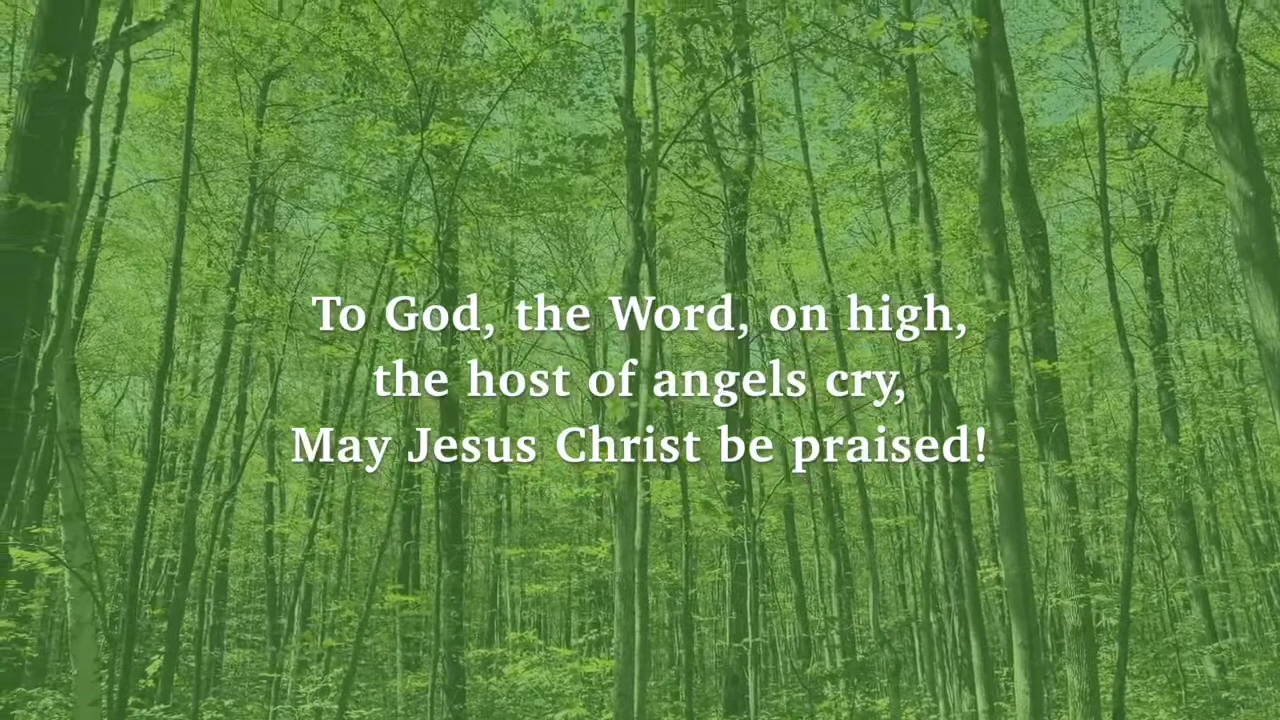 To God, the Word, on high,
the host of angels cry,
May Jesus Christ be praised!